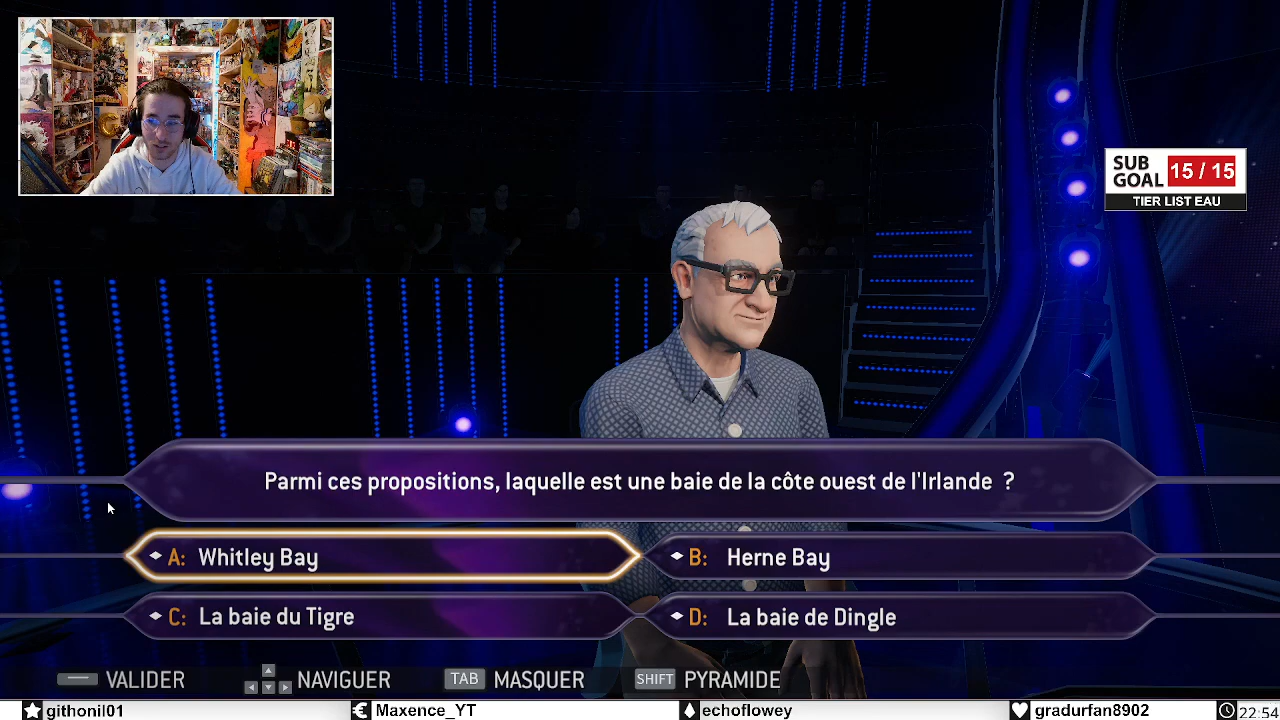 SUB
GOAL
15 / 15
TIER LIST EAU
Parmi ces propositions, laquelle est une baie de la côte ouest de l'Irlande ?
A: Whitley Bay
B: Herne Bay
C: La baie du Tigre
D: La baie de Dingle
VALIDER
NAVIGUER
TAB MASQUER
SHIFT PYRAMIDE
githonil01
Maxence_YT
echoflowey
gradurfan8902
22:54